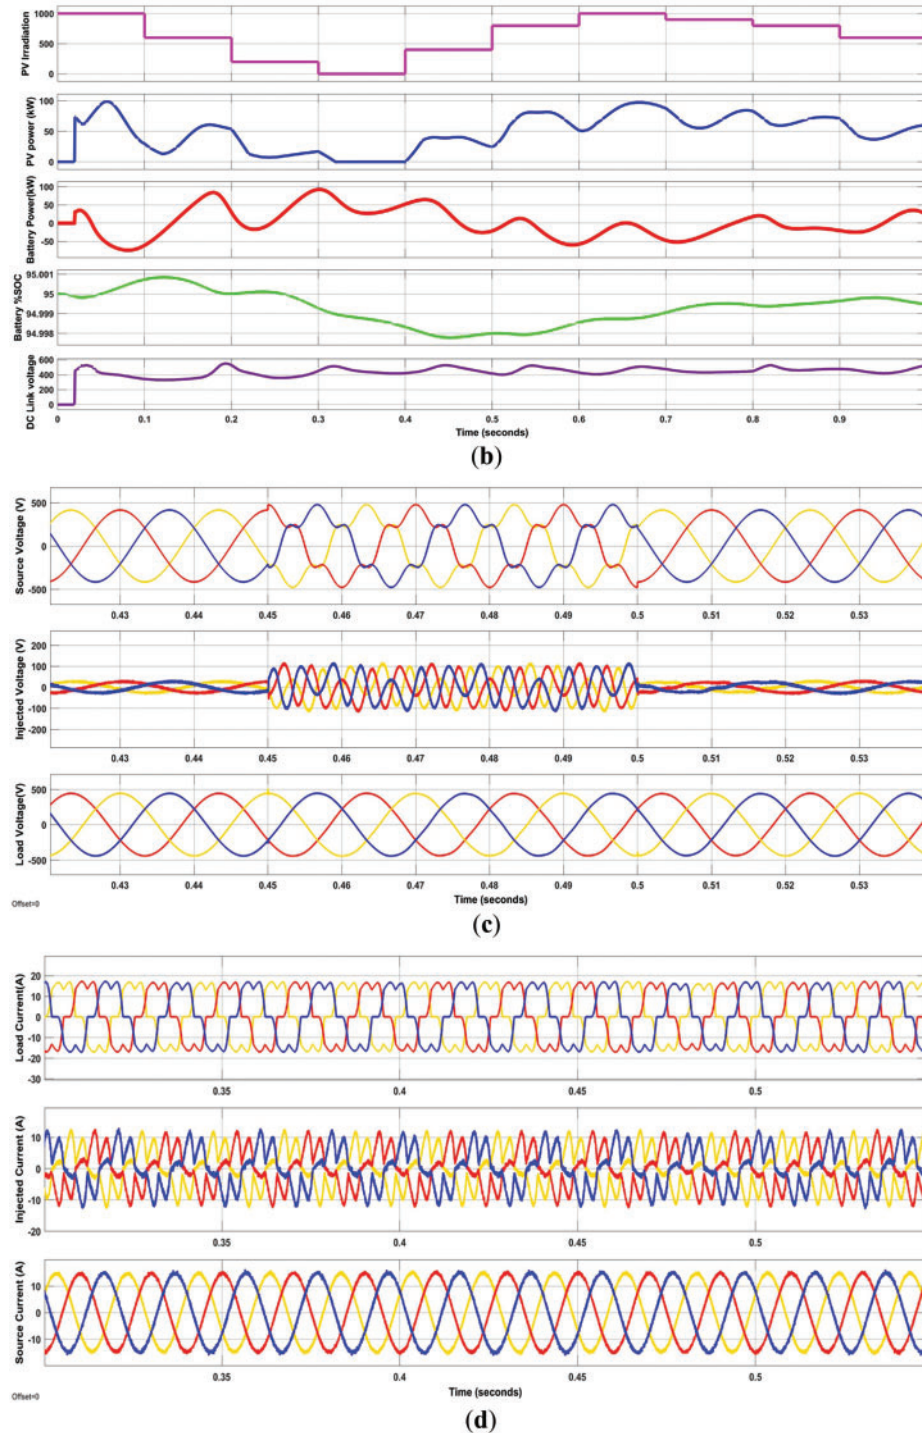 PV Irradiation
1000
500
0
PV power (kW)
100
50
0
Battery Power(kW)
100
50
0
-50
Battery %SOC
95.001
95
94.999
94.998
DC Link voltage
600
400
200
0
0 0.1 0.2 0.3 0.4 0.5 0.6 0.7 0.8 0.9
Time (seconds)
(b)
Source Voltage (V)
500
0
-500
0.43 0.44 0.45 0.46 0.47 0.48 0.49 0.5 0.51 0.52 0.53
Injected Voltage (V)
200
100
0
-100
-200
0.43 0.44 0.45 0.46 0.47 0.48 0.49 0.5 0.51 0.52 0.53
Load Voltage(V)
500
0
-500
0.43 0.44 0.45 0.46 0.47 0.48 0.49 0.5 0.51 0.52 0.53
Time (seconds)
Offset=0
(c)
Load Current(A)
20
10
0
-10
-20
-30
0.35 0.4 0.45 0.5
Injected Current (A)
10
0
-10
-20
0.35 0.4 0.45 0.5
Source Current (A)
10
0
-10
0.35 0.4 0.45 0.5
Time (seconds)
Offset=0
(d)